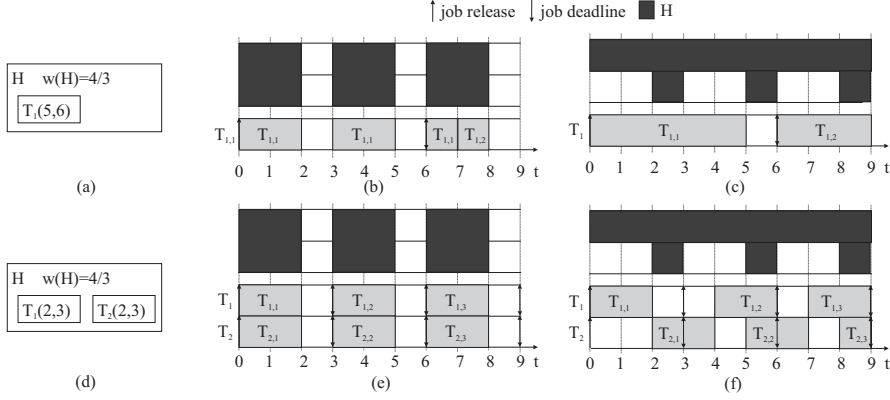 job release job deadline H
H w(H)=4/3
T1(5,6)
(a)
T1,1 T1,1 T1,1 T1,1 T1,2
0 1 2 3 4 5 6 7 8 9 t
(b)
T1 T1,1 T1,2
0 1 2 3 4 5 6 7 8 9 t
(c)
H w(H)=4/3
T1(2,3) T2(2,3)
(d)
T1 T1,1 T1,2 T1,3
T2 T2,1 T2,2 T2,3
0 1 2 3 4 5 6 7 8 9 t
(e)
T1 T1,1 T1,2 T1,3
T2 T2,1 T2,2 T2,3
0 1 2 3 4 5 6 7 8 9 t
(f)